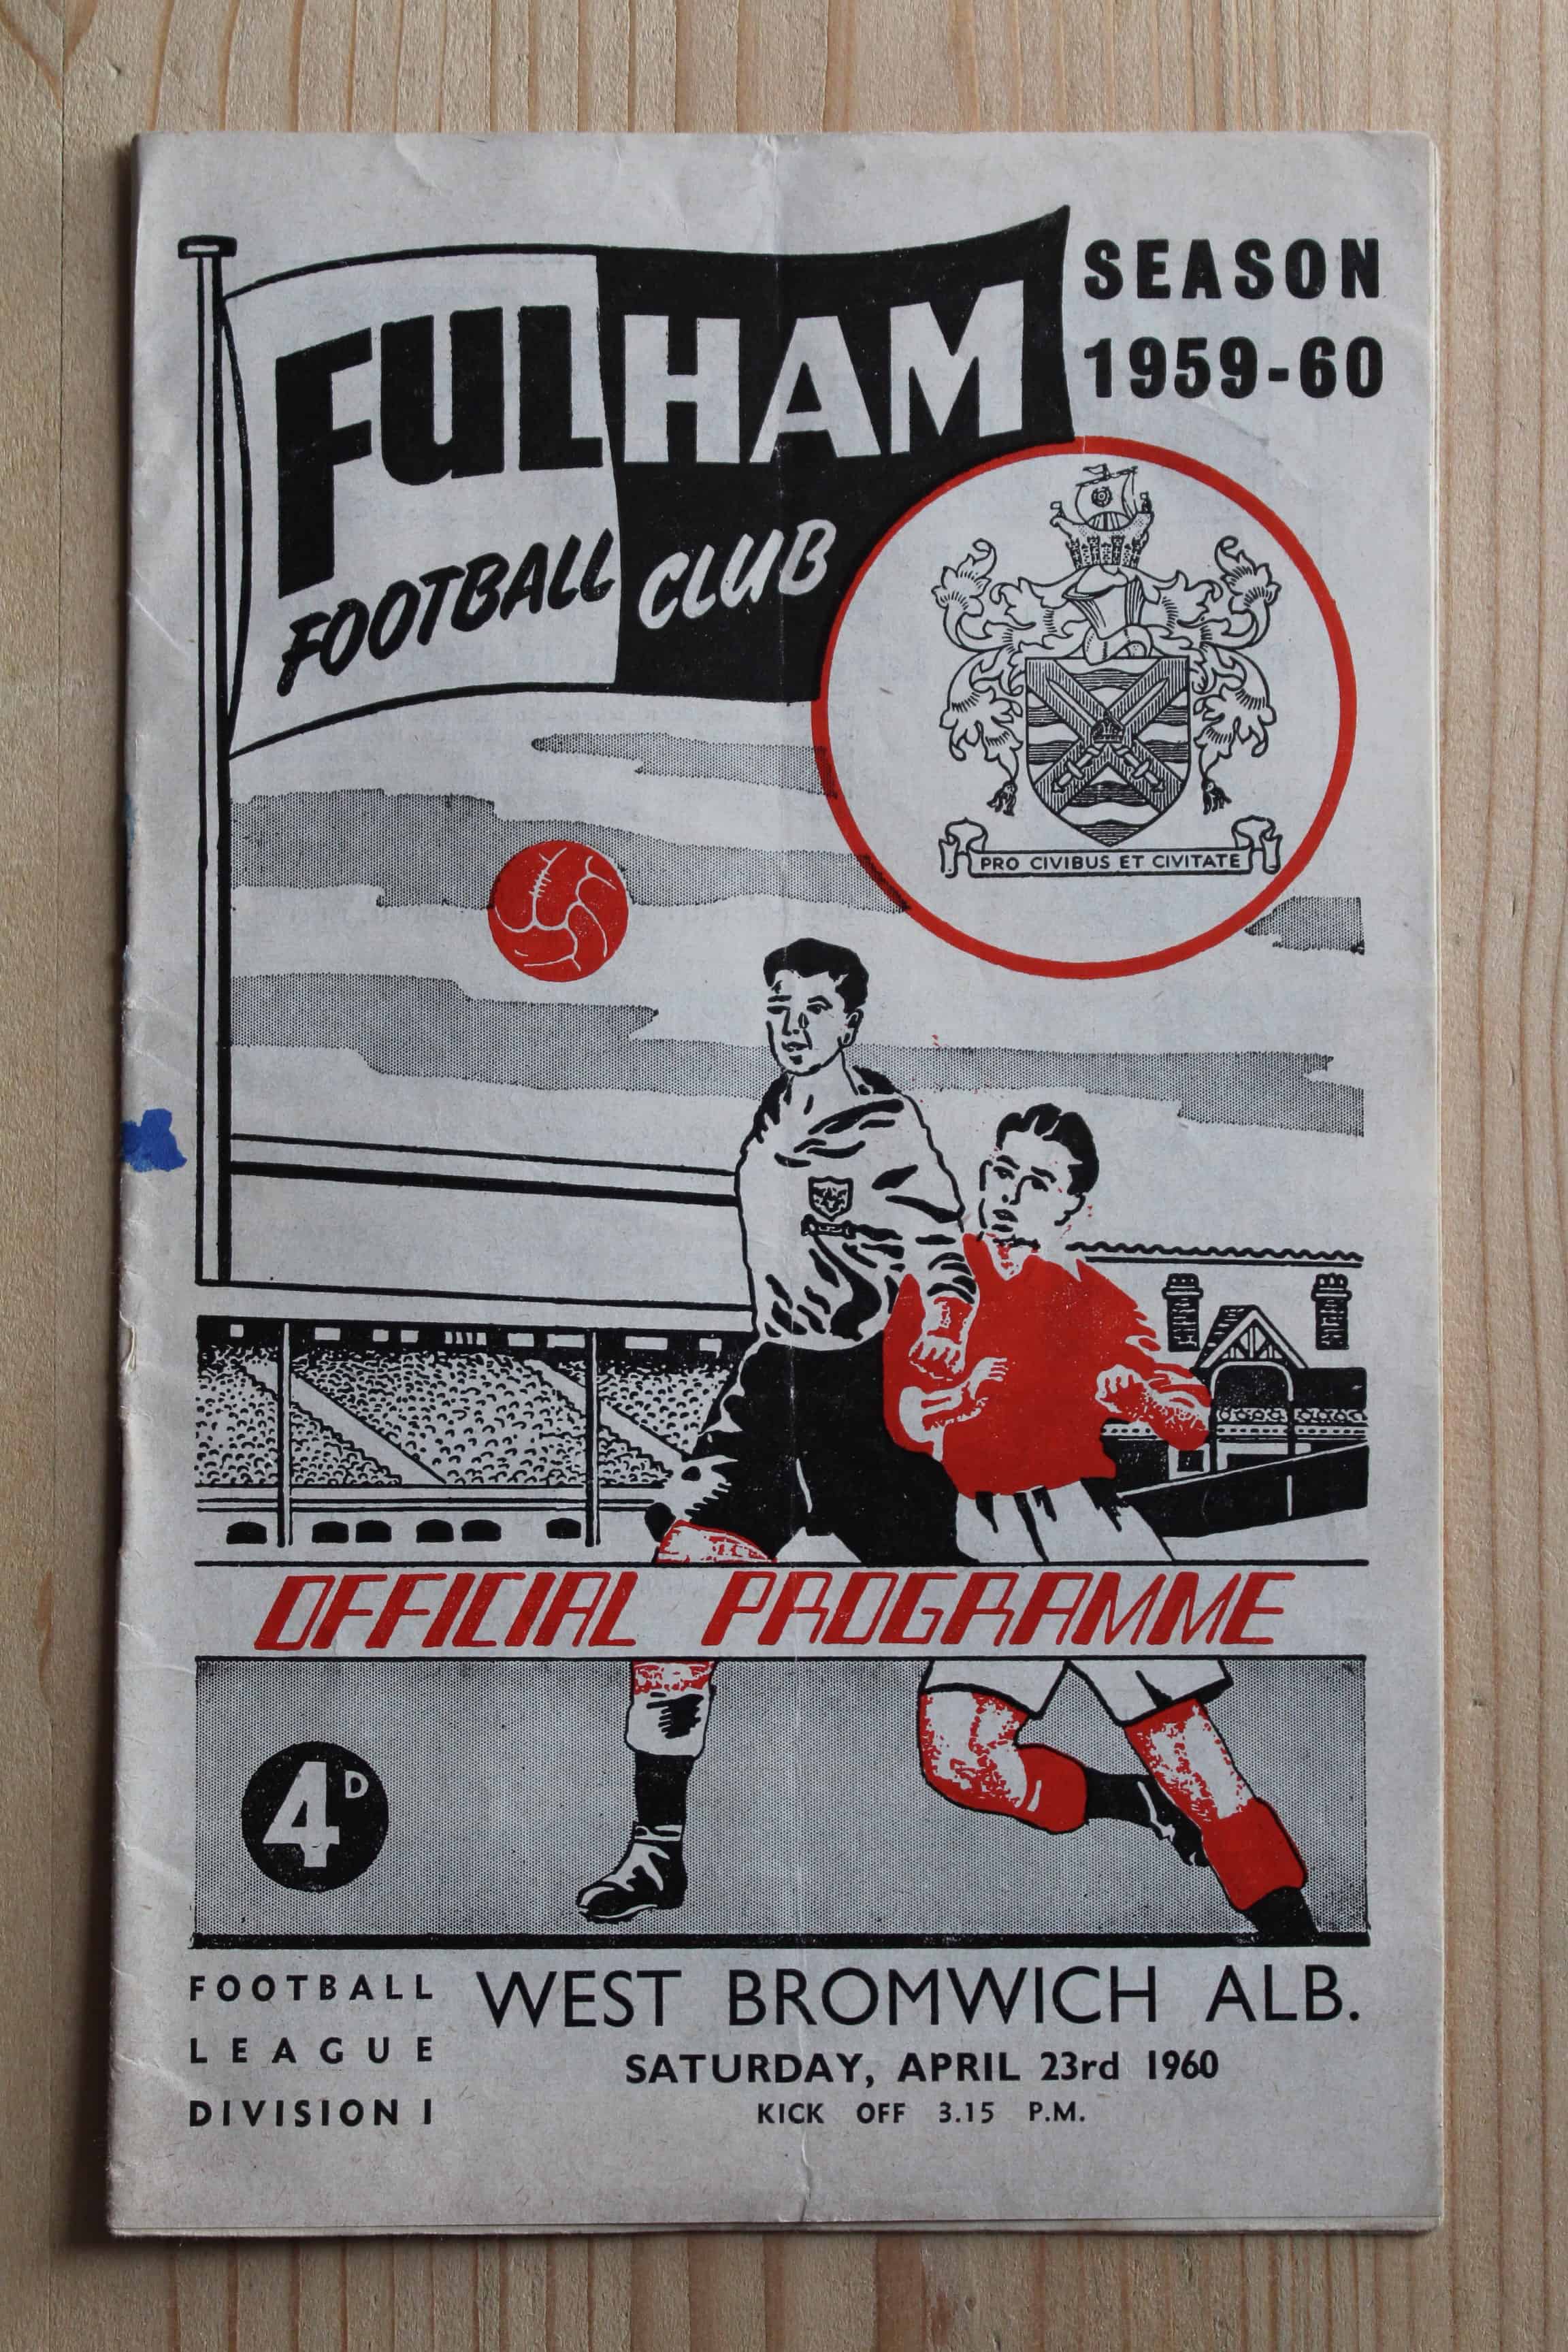 FULHAM
FOOTBALL CLUB
SEASON
1959-60
PRO CIVIBUS ET CIVITATE
OFFICIAL PROGRAMME
4D
FOOTBALL
LEAGUE
DIVISION I
WEST BROMWICH ALB.
SATURDAY, APRIL 23rd 1960
KICK OFF 3.15 P.M.